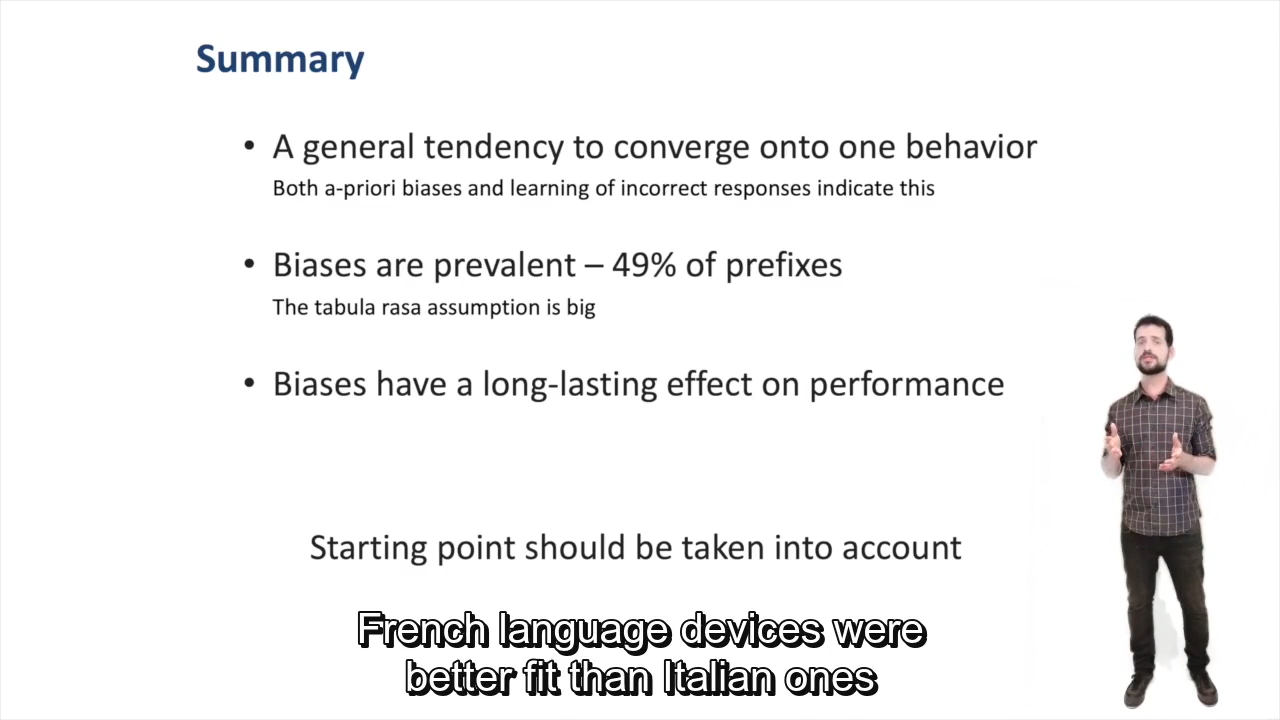 Summary
• A general tendency to converge onto one behavior
Both a-priori biases and learning of incorrect responses indicate this
• Biases are prevalent – 49% of prefixes
The tabula rasa assumption is big
• Biases have a long-lasting effect on performance
Starting point should be taken into account
French language devices were
better fit than Italian ones